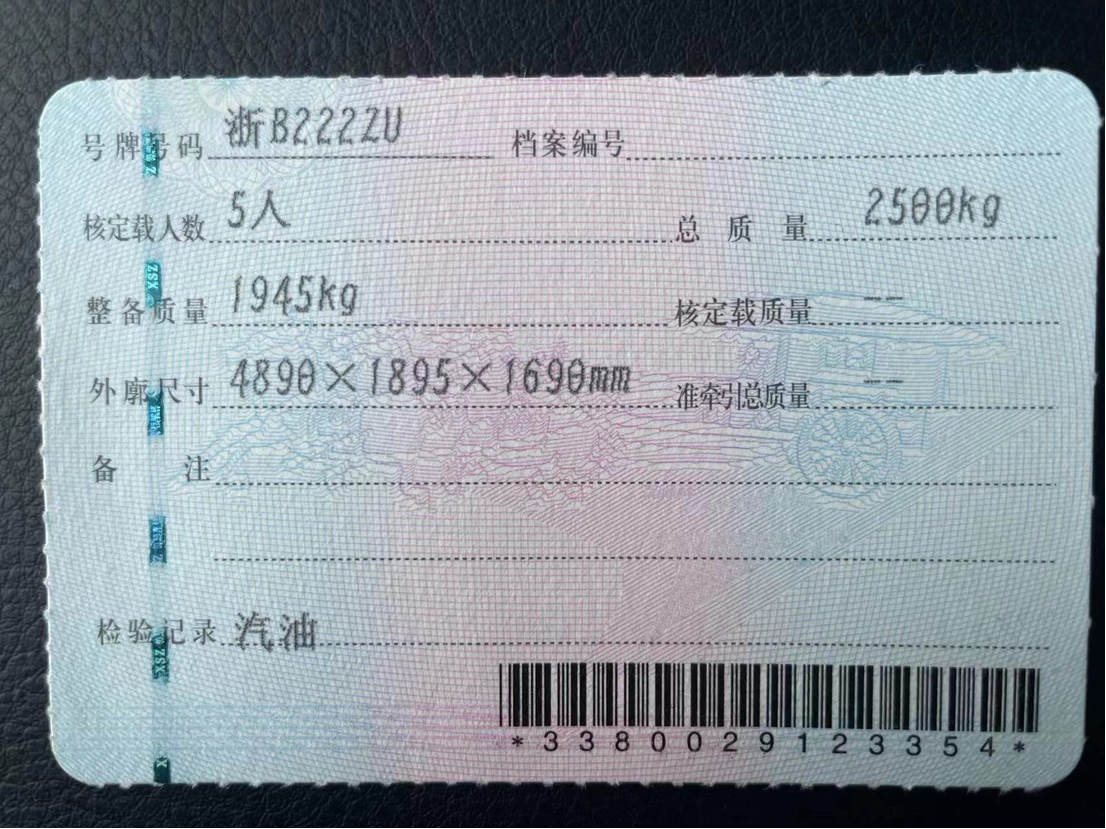 号牌号码 浙B222ZU 档案编号
核定载人数 5人 总质量 2500kg
整备质量 1945kg 核定载质量 --
外廓尺寸 4890×1895×1690mm 准牵引总质量 --
备注
检验记录 汽油
*3380029123354*
XSZ
XSZ